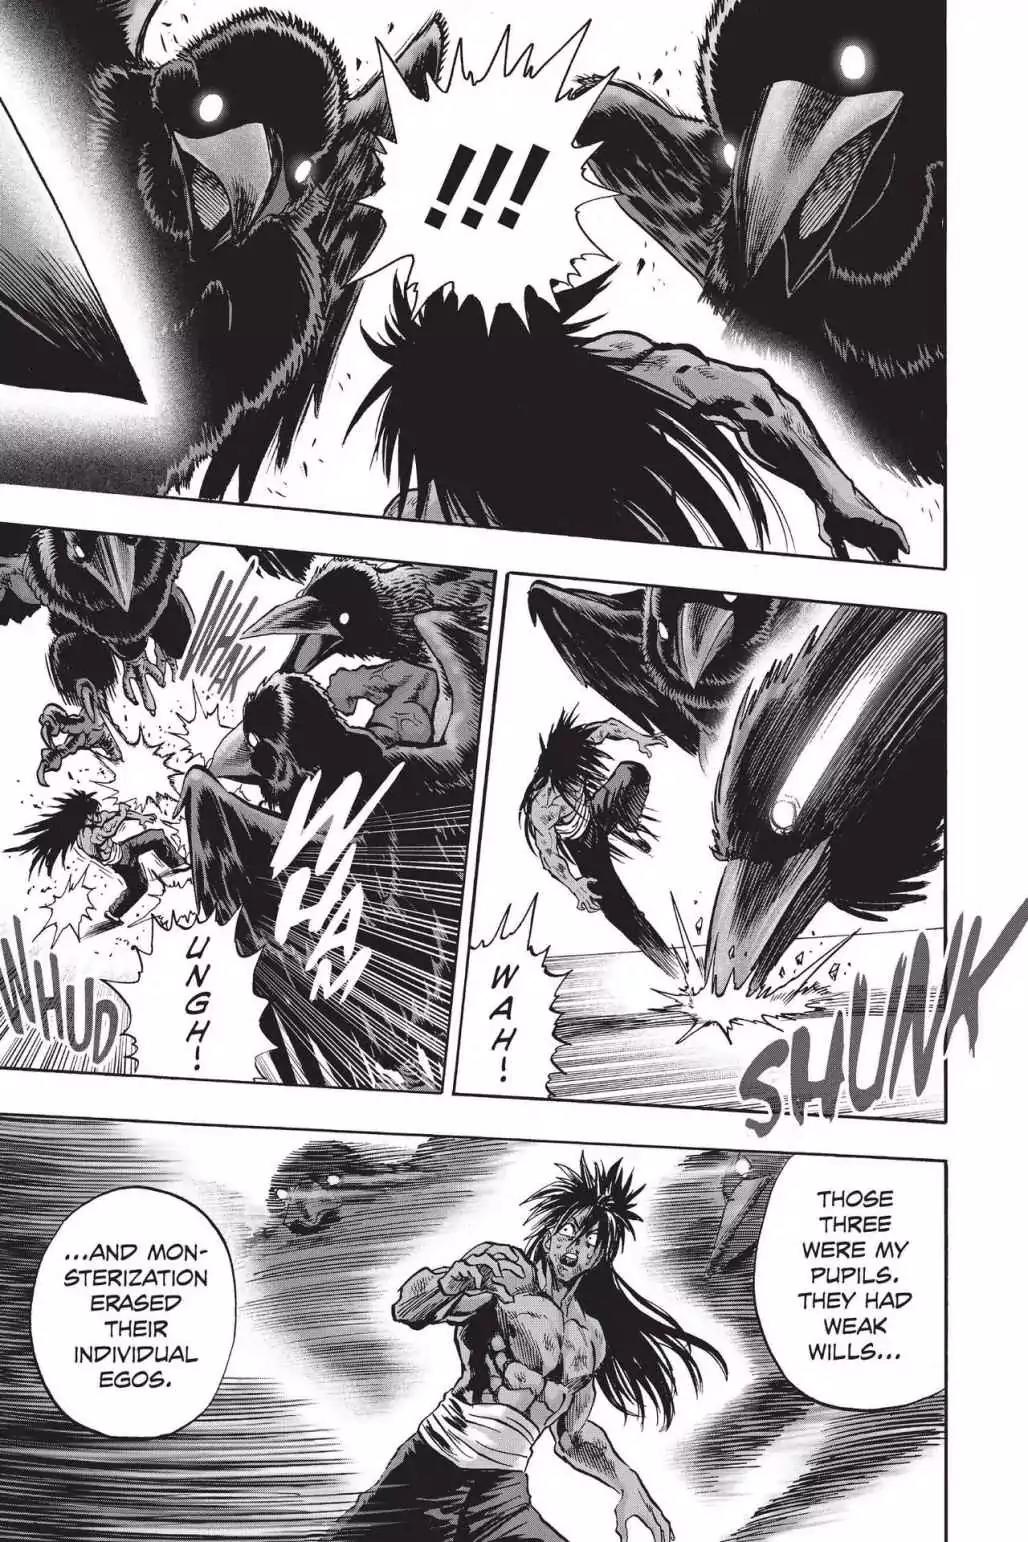 !!!
WAH!
SHUNK
WHAK
WHAM
UNGH!
WHUD
THOSE
THREE
WERE MY
PUPILS.
THEY HAD
WEAK
WILLS...
...AND MON-
STERIZATION
ERASED
THEIR
INDIVIDUAL
EGOS.